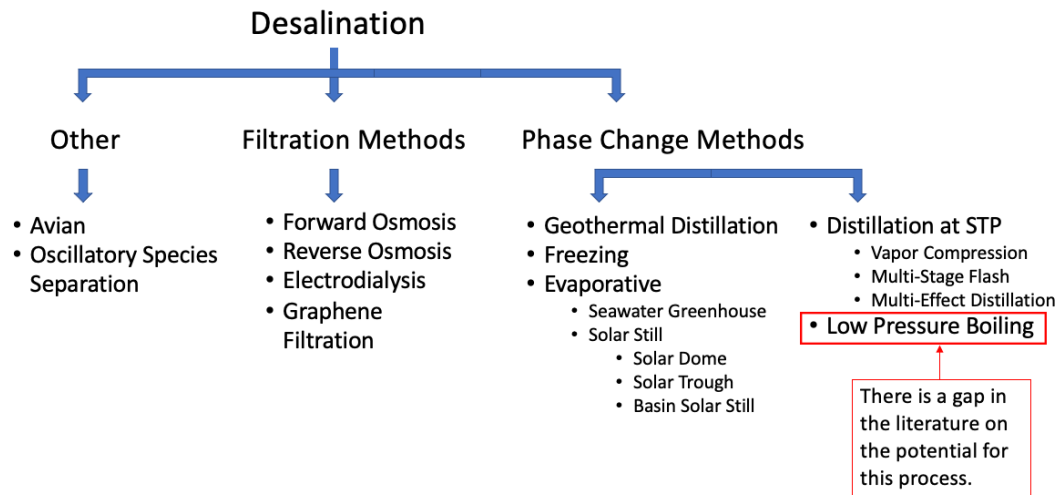 Desalination
Other
Filtration Methods
Phase Change Methods
• Avian
• Oscillatory Species
Separation
• Forward Osmosis
• Reverse Osmosis
• Electrodialysis
• Graphene
Filtration
• Geothermal Distillation
• Freezing
• Evaporative
• Seawater Greenhouse
• Solar Still
• Solar Dome
• Solar Trough
• Basin Solar Still
• Distillation at STP
• Vapor Compression
• Multi-Stage Flash
• Multi-Effect Distillation
• Low Pressure Boiling
There is a gap in
the literature on
the potential for
this process.